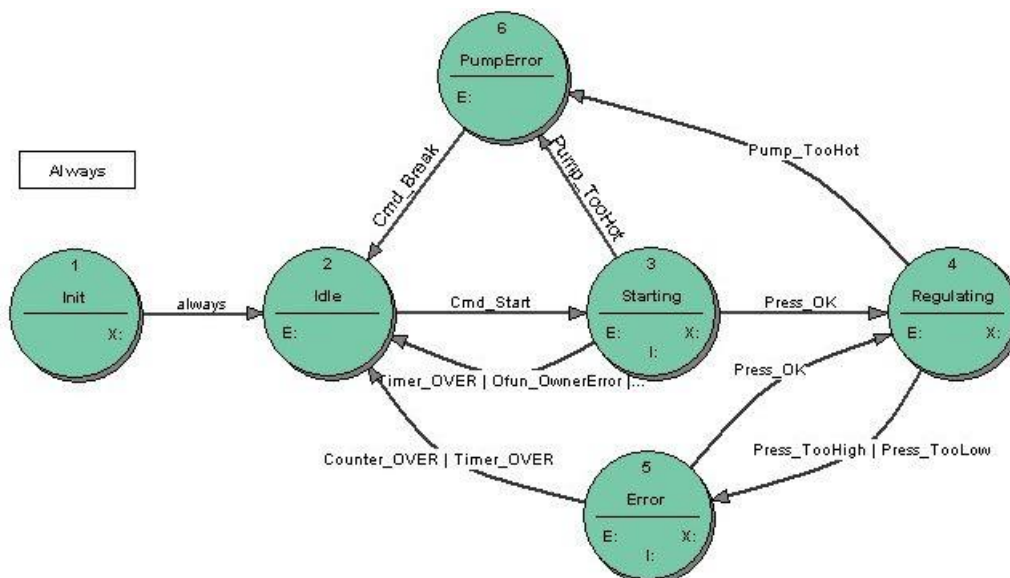 6
PumpError
E:
Pump_TooHot
Always
Cmd_Break
Pump_TooHot
1
Init
X:
always
2
Idle
E:
Cmd_Start
3
Starting
E: X:
I:
Press_OK
4
Regulating
E: X:
Timer_OVER | Ofun_OwnerError |...
Press_OK
Counter_OVER | Timer_OVER
Press_TooHigh | Press_TooLow
5
Error
E: X:
I: